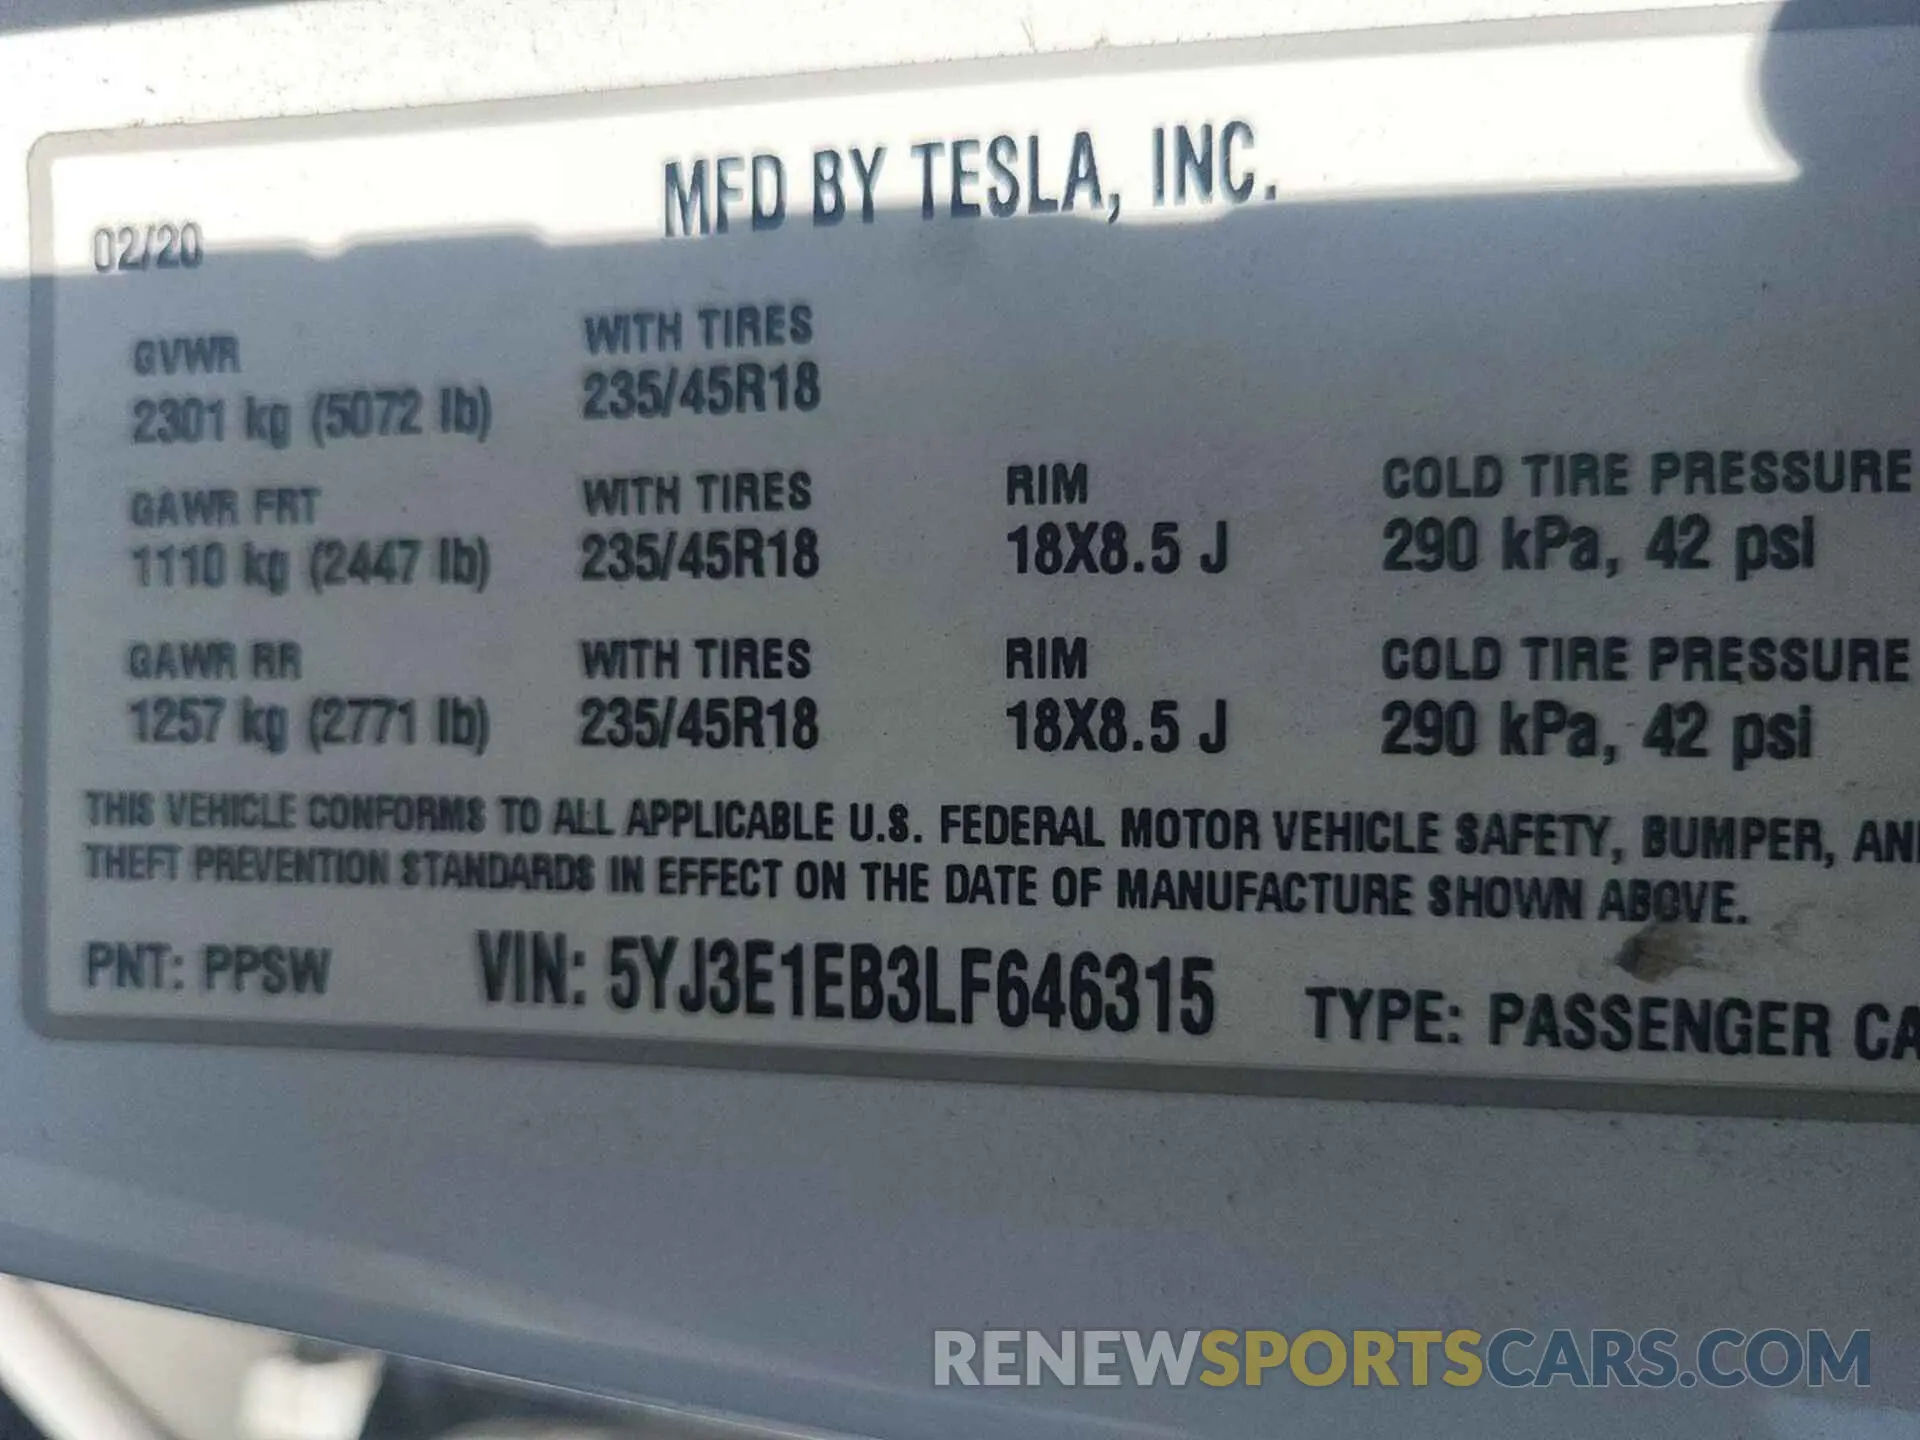 MFD BY TESLA, INC.
02/20
GVWR WITH TIRES
2301 kg (5072 lb) 235/45R18
GAWR FRT WITH TIRES RIM COLD TIRE PRESSURE
1110 kg (2447 lb) 235/45R18 18X8.5 J 290 kPa, 42 psi
GAWR RR WITH TIRES RIM COLD TIRE PRESSURE
1257 kg (2771 lb) 235/45R18 18X8.5 J 290 kPa, 42 psi
THIS VEHICLE CONFORMS TO ALL APPLICABLE U.S. FEDERAL MOTOR VEHICLE SAFETY, BUMPER, AN
THEFT PREVENTION STANDARDS IN EFFECT ON THE DATE OF MANUFACTURE SHOWN ABOVE.
PNT: PPSW VIN: 5YJ3E1EB3LF646315 TYPE: PASSENGER CA
RENEWSPORTSCARS.COM